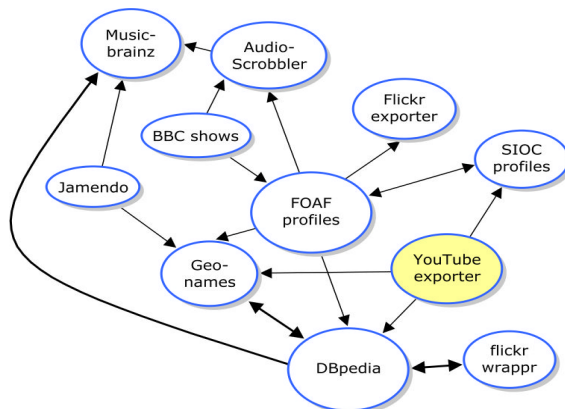 Music-
brainz
Audio-
Scrobbler
Flickr
exporter
BBC shows
SIOC
profiles
Jamendo
FOAF
profiles
Geo-
names
YouTube
exporter
DBpedia
flickr
wrappr